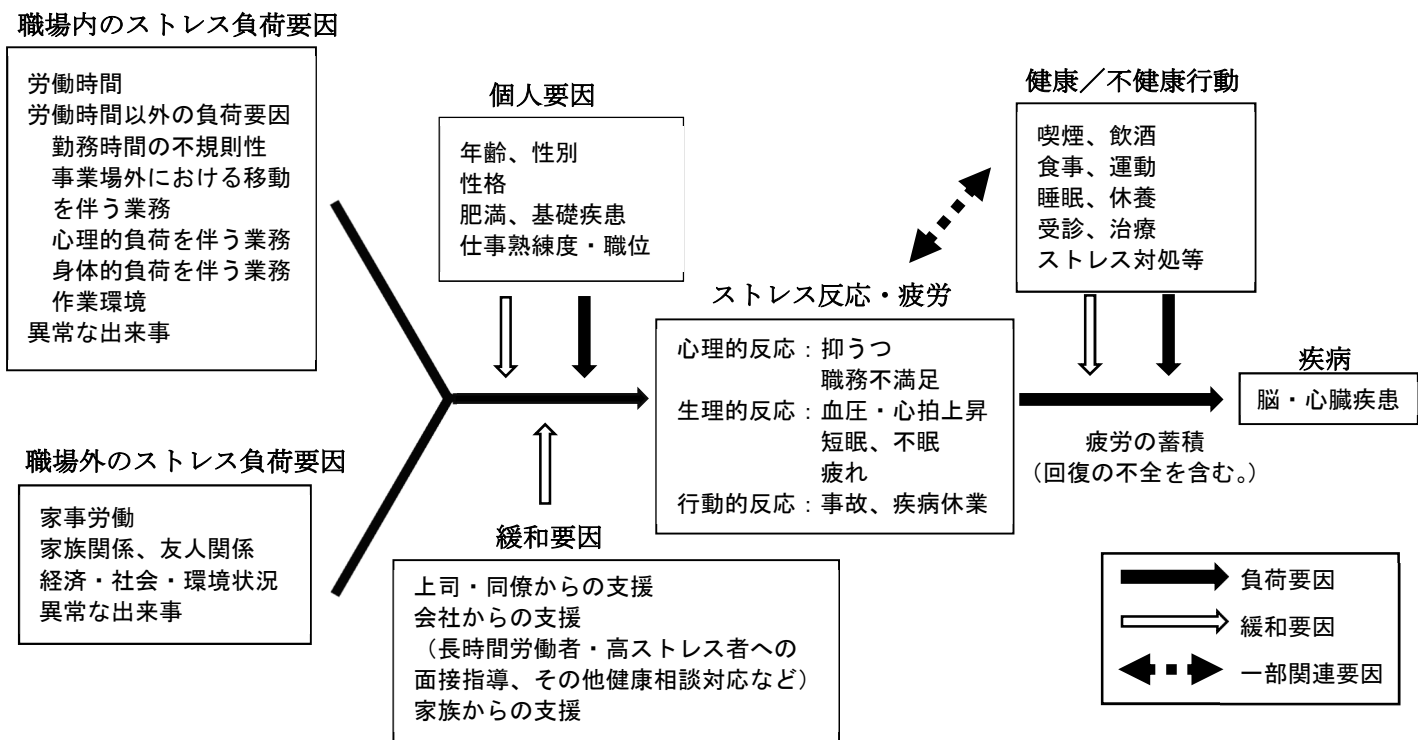 職場内のストレス負荷要因
労働時間
労働時間以外の負荷要因
勤務時間の不規則性
事業場外における移動
を伴う業務
心理的負荷を伴う業務
身体的負荷を伴う業務
作業環境
異常な出来事
職場外のストレス負荷要因
家事労働
家族関係、友人関係
経済・社会・環境状況
異常な出来事
個人要因
年齢、性別
性格
肥満、基礎疾患
仕事熟練度・職位
緩和要因
上司・同僚からの支援
会社からの支援
（長時間労働者・高ストレス者への
面接指導、その他健康相談対応など）
家族からの支援
ストレス反応・疲労
心理的反応：抑うつ
職務不満足
生理的反応：血圧・心拍上昇
短眠、不眠
疲れ
行動的反応：事故、疾病休業
健康／不健康行動
喫煙、飲酒
食事、運動
睡眠、休養
受診、治療
ストレス対処等
疲労の蓄積
（回復の不全を含む。）
疾病
脳・心臓疾患
負荷要因
緩和要因
一部関連要因